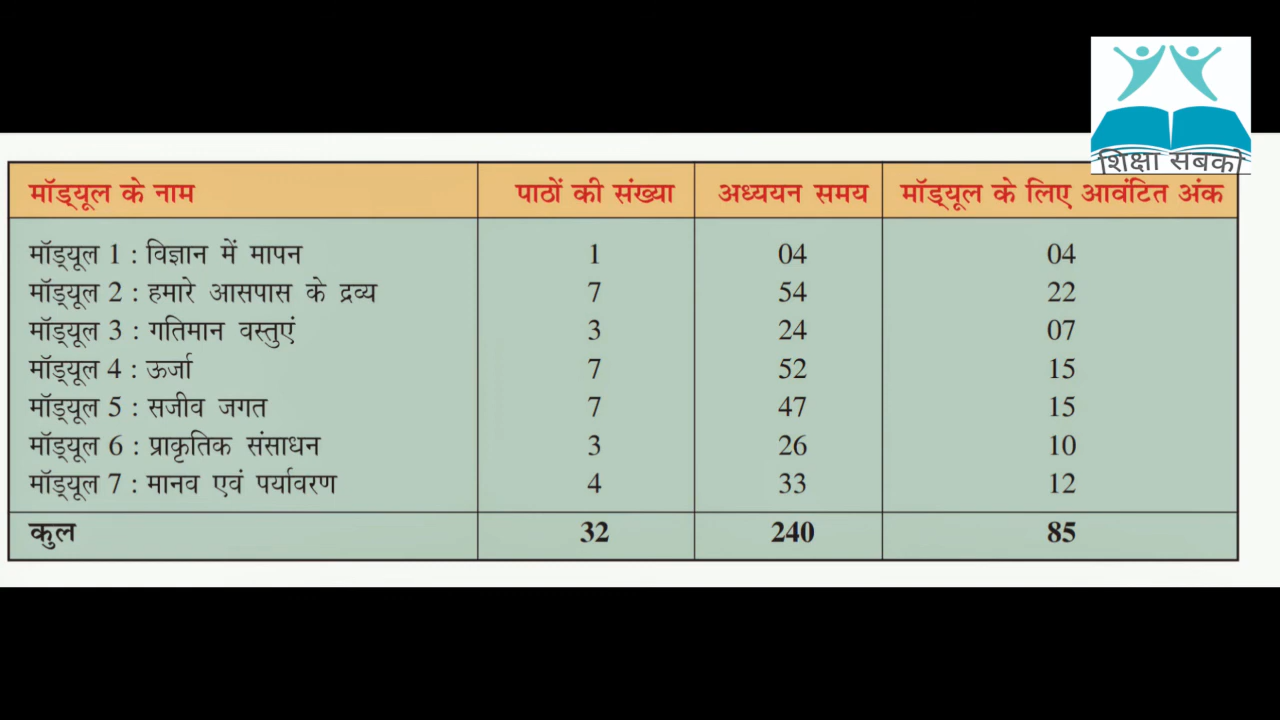 शिक्षा सबको
मॉड्यूल के नाम पाठों की संख्या अध्ययन समय मॉड्यूल के लिए आवंटित अंक
मॉड्यूल 1 : विज्ञान में मापन 1 04 04
मॉड्यूल 2 : हमारे आसपास के द्रव्य 7 54 22
मॉड्यूल 3 : गतिमान वस्तुएं 3 24 07
मॉड्यूल 4 : ऊर्जा 7 52 15
मॉड्यूल 5 : सजीव जगत 7 47 15
मॉड्यूल 6 : प्राकृतिक संसाधन 3 26 10
मॉड्यूल 7 : मानव एवं पर्यावरण 4 33 12
कुल 32 240 85